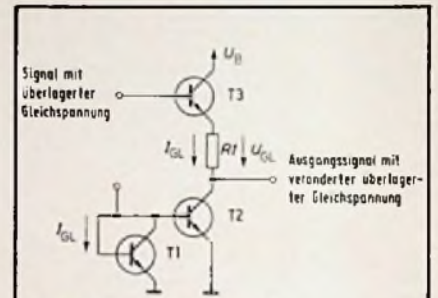 U_B
Signal mit
überlagerter
Gleichspannung
T3
I_GL
R1
U_GL
Ausgangssignal mit
veränderter überlager-
ter Gleichspannung
T2
I_GL
T1